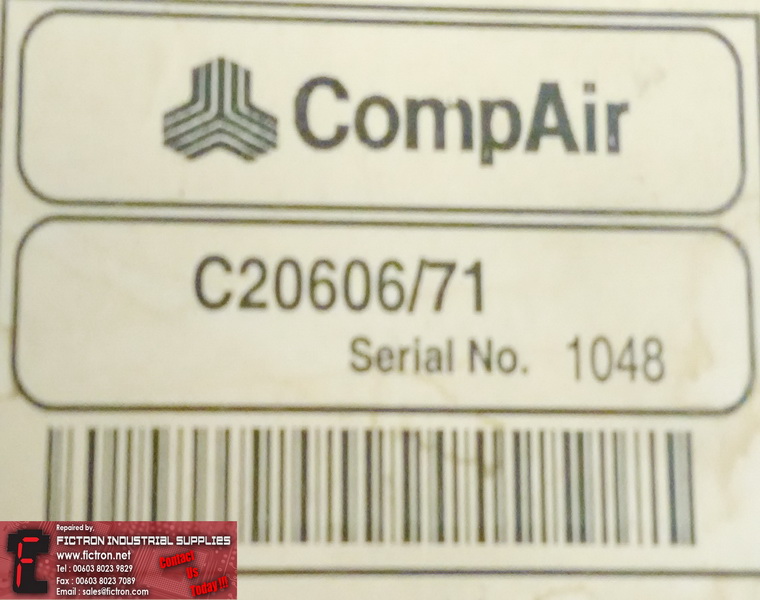 CompAir
C20606/71
Serial No. 1048
Repaired by,
FICTRON INDUSTRIAL SUPPLIES
www.fictron.net
Tel : 00603 8023 9829
Fax : 00603 8023 7089
Email : sales@fictron.com
Contact
Us
Today!!!